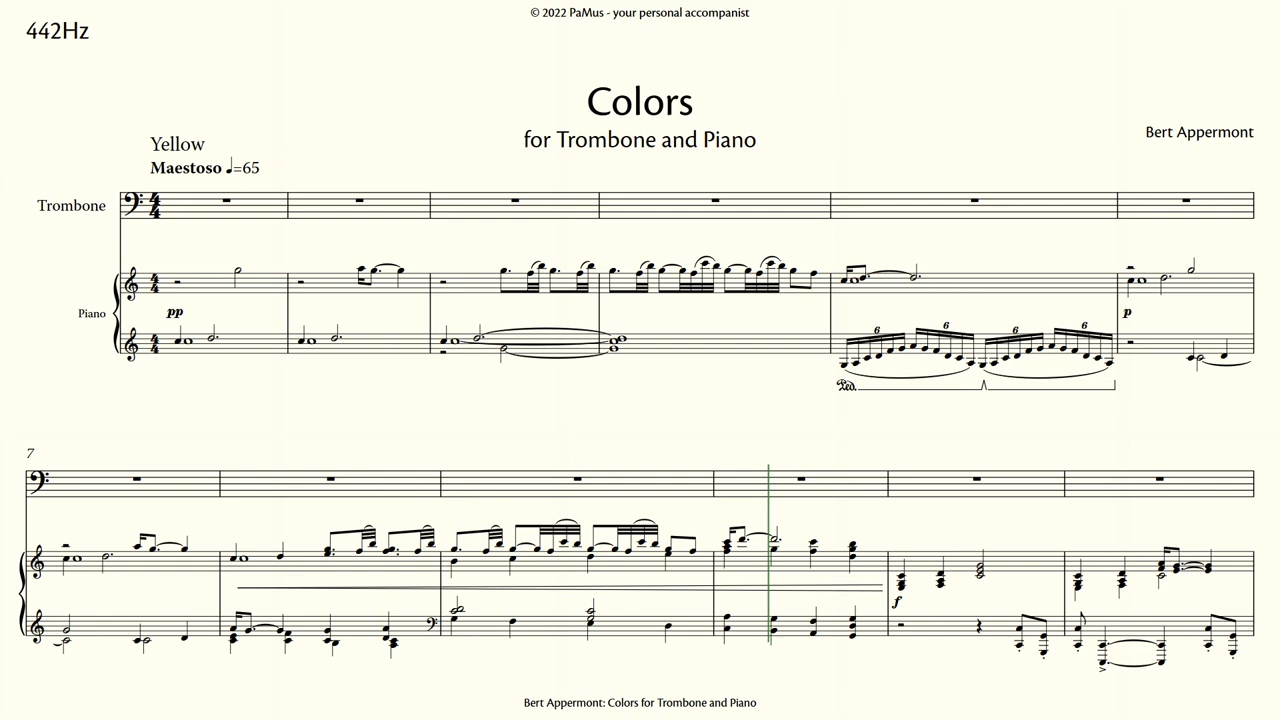 © 2022 PaMus - your personal accompanist
442Hz
Colors
for Trombone and Piano
Bert Appermont
Yellow
Maestoso ♩=65
Trombone
Piano
pp
p
6 6 6 6
Ped.
7
f
Bert Appermont: Colors for Trombone and Piano